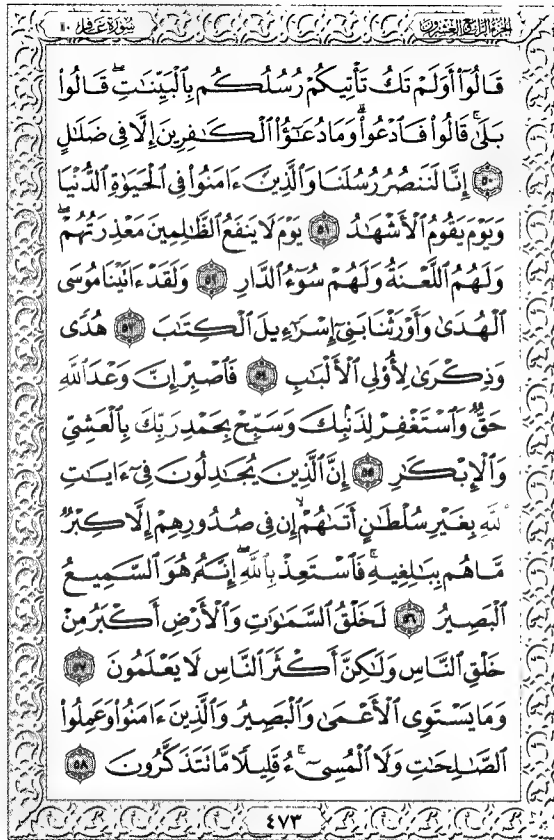 الجزء الرابع والعشرون سورة غافر ٤٠
قَالُوٓا۟ أَوَلَمْ تَكُ تَأْتِيكُمْ رُسُلُكُم بِٱلْبَيِّنَٰتِ ۖ قَالُوا۟
بَلَىٰ ۚ قَالُوا۟ فَٱدْعُوا۟ ۗ وَمَا دُعَٰٓؤُا۟ ٱلْكَٰفِرِينَ إِلَّا فِى ضَلَٰلٍ
٥٠ إِنَّا لَنَنصُرُ رُسُلَنَا وَٱلَّذِينَ ءَامَنُوا۟ فِى ٱلْحَيَوٰةِ ٱلدُّنْيَا
وَيَوْمَ يَقُومُ ٱلْأَشْهَٰدُ ٥١ يَوْمَ لَا يَنفَعُ ٱلظَّٰلِمِينَ مَعْذِرَتُهُمْ ۖ
وَلَهُمُ ٱللَّعْنَةُ وَلَهُمْ سُوٓءُ ٱلدَّارِ ٥٢ وَلَقَدْ ءَاتَيْنَا مُوسَى
ٱلْهُدَىٰ وَأَوْرَثْنَا بَنِىٓ إِسْرَٰٓءِيلَ ٱلْكِتَٰبَ ٥٣ هُدًى
وَذِكْرَىٰ لِأُو۟لِى ٱلْأَلْبَٰبِ ٥٤ فَٱصْبِرْ إِنَّ وَعْدَ ٱللَّهِ
حَقٌّ وَٱسْتَغْفِرْ لِذَنۢبِكَ وَسَبِّحْ بِحَمْدِ رَبِّكَ بِٱلْعَشِىِّ
وَٱلْإِبْكَٰرِ ٥٥ إِنَّ ٱلَّذِينَ يُجَٰدِلُونَ فِىٓ ءَايَٰتِ
ٱللَّهِ بِغَيْرِ سُلْطَٰنٍ أَتَىٰهُمْ ۙ إِن فِى صُدُورِهِمْ إِلَّا كِبْرٌ
مَّا هُم بِبَٰلِغِيهِ ۚ فَٱسْتَعِذْ بِٱللَّهِ ۖ إِنَّهُۥ هُوَ ٱلسَّمِيعُ
ٱلْبَصِيرُ ٥٦ لَخَلْقُ ٱلسَّمَٰوَٰتِ وَٱلْأَرْضِ أَكْبَرُ مِنْ
خَلْقِ ٱلنَّاسِ وَلَٰكِنَّ أَكْثَرَ ٱلنَّاسِ لَا يَعْلَمُونَ ٥٧
وَمَا يَسْتَوِى ٱلْأَعْمَىٰ وَٱلْبَصِيرُ وَٱلَّذِينَ ءَامَنُوا۟ وَعَمِلُوا۟
ٱلصَّٰلِحَٰتِ وَلَا ٱلْمُسِىٓءُ ۚ قَلِيلًا مَّا تَتَذَكَّرُونَ ٥٨
٤٧٣